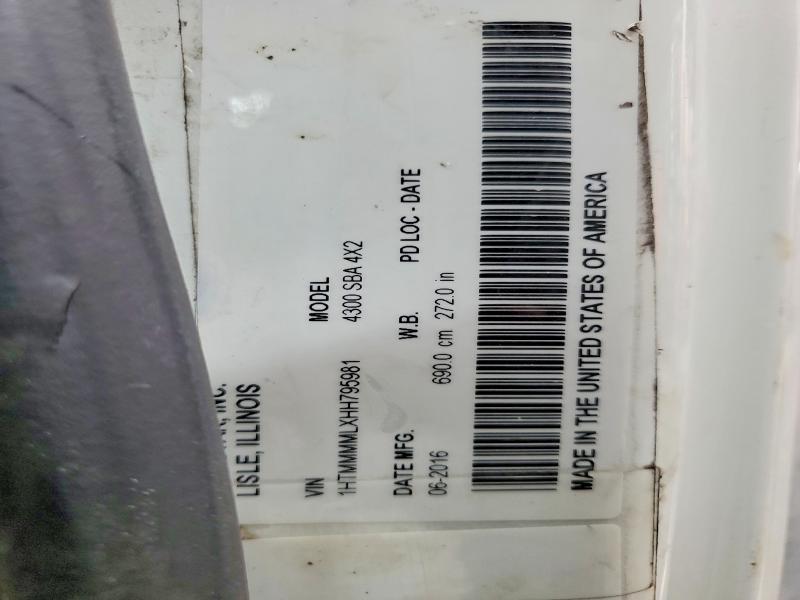 INC.
LISLE, ILLINOIS
VIN MODEL
1HTMMMMLXHH795981 4300 SBA 4X2
DATE MFG. W.B. PD LOC - DATE
06-2016 690.0 cm 272.0 in
MADE IN THE UNITED STATES OF AMERICA